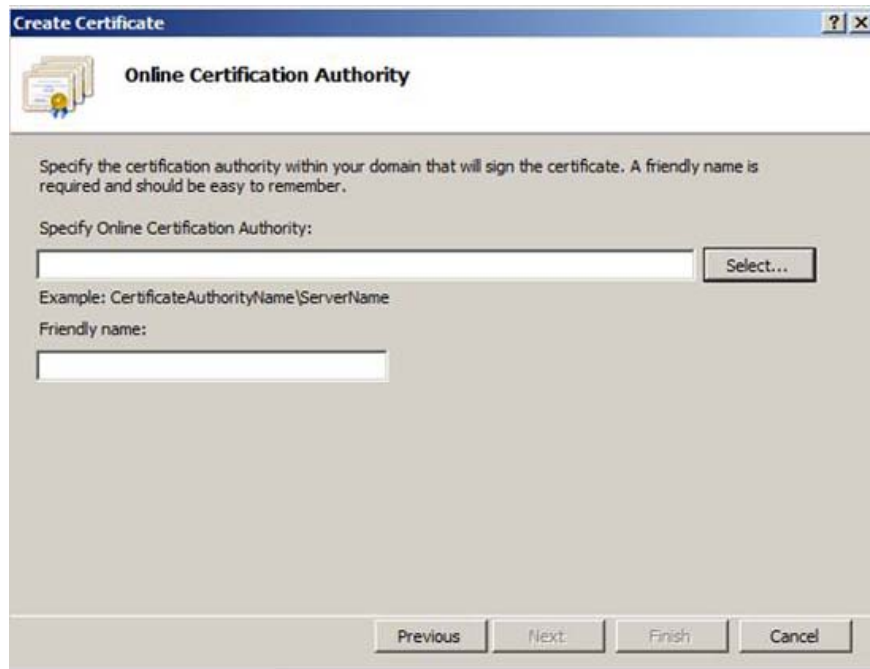 Create Certificate
Online Certification Authority
Specify the certification authority within your domain that will sign the certificate. A friendly name is
required and should be easy to remember.
Specify Online Certification Authority:
Select...
Example: CertificateAuthorityName\ServerName
Friendly name:
Previous Next Finish Cancel